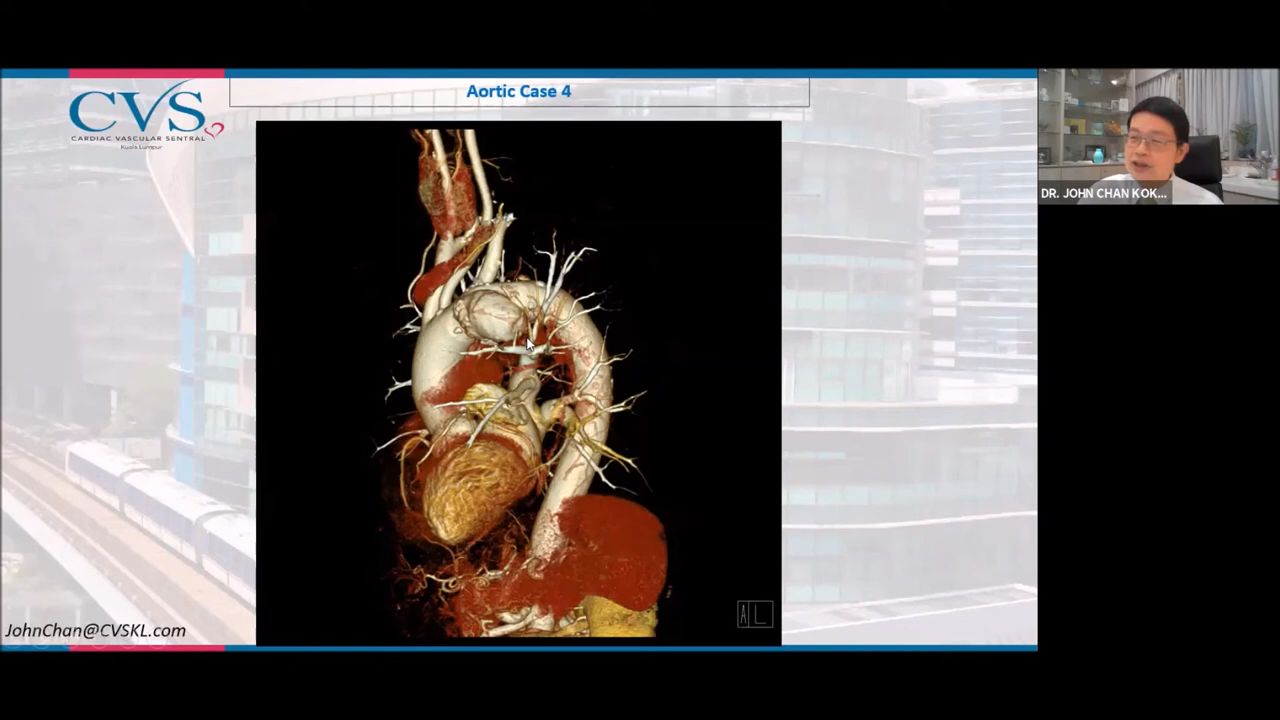 Aortic Case 4
CVS
CARDIAC VASCULAR SENTRAL
Kuala Lumpur
DR. JOHN CHAN KOK...
A L
JohnChan@CVSKL.com